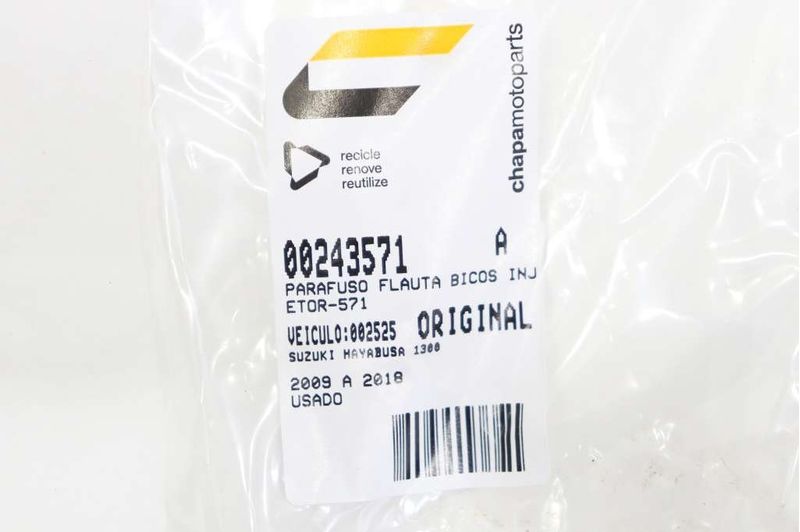 chapamotoparts
recicle
renove
reutilize
00243571 A
PARAFUSO FLAUTA BICOS INJ
ETOR-571
VEICULO:002525 ORIGINAL
SUZUKI HAYABUSA 1300
2009 A 2018
USADO